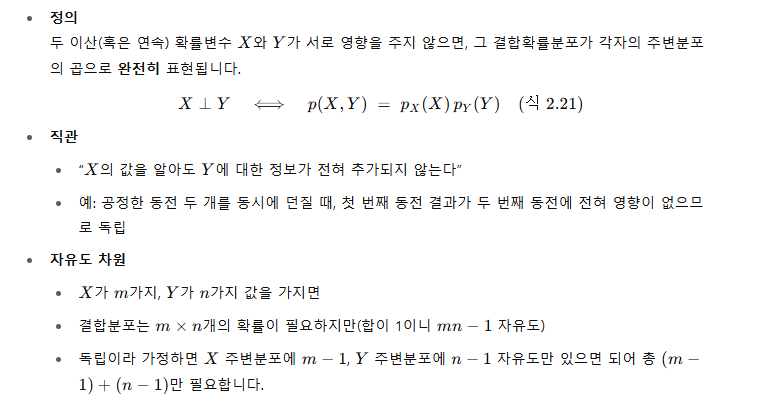 정의
두 이산(혹은 연속) 확률변수 X와 Y가 서로 영향을 주지 않으면, 그 결합확률분포가 각자의 주변분포
의 곱으로 완전히 표현됩니다.
X ⊥ Y ⟺ p(X, Y) = p_X(X) p_Y(Y) (식 2.21)
직관
“X의 값을 알아도 Y에 대한 정보가 전혀 추가되지 않는다”
예: 공정한 동전 두 개를 동시에 던질 때, 첫 번째 동전 결과가 두 번째 동전에 전혀 영향이 없으므
로 독립
자유도 차원
X가 m가지, Y가 n가지 값을 가지면
결합분포는 m × n개의 확률이 필요하지만(합이 1이니 mn − 1 자유도)
독립이라 가정하면 X 주변분포에 m − 1, Y 주변분포에 n − 1 자유도만 있으면 되어 총 (m −
1) + (n − 1)만 필요합니다.